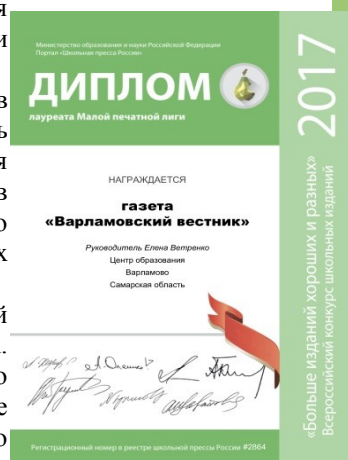 я
и
в
ь
я
в
о
х
й
.
о
е
о
Министерство образования и науки Российской Федерации
Портал «Школьная пресса России»
ДИПЛОМ
лауреата Малой печатной лиги
НАГРАЖДАЕТСЯ
газета
«Варламовский вестник»
Руководитель Елена Ветренко
Центр образования
Варламово
Самарская область
Регистрационный номер в реестре школьной прессы России #2864
2017
«Больше изданий хороших и разных»
Всероссийский конкурс школьных изданий